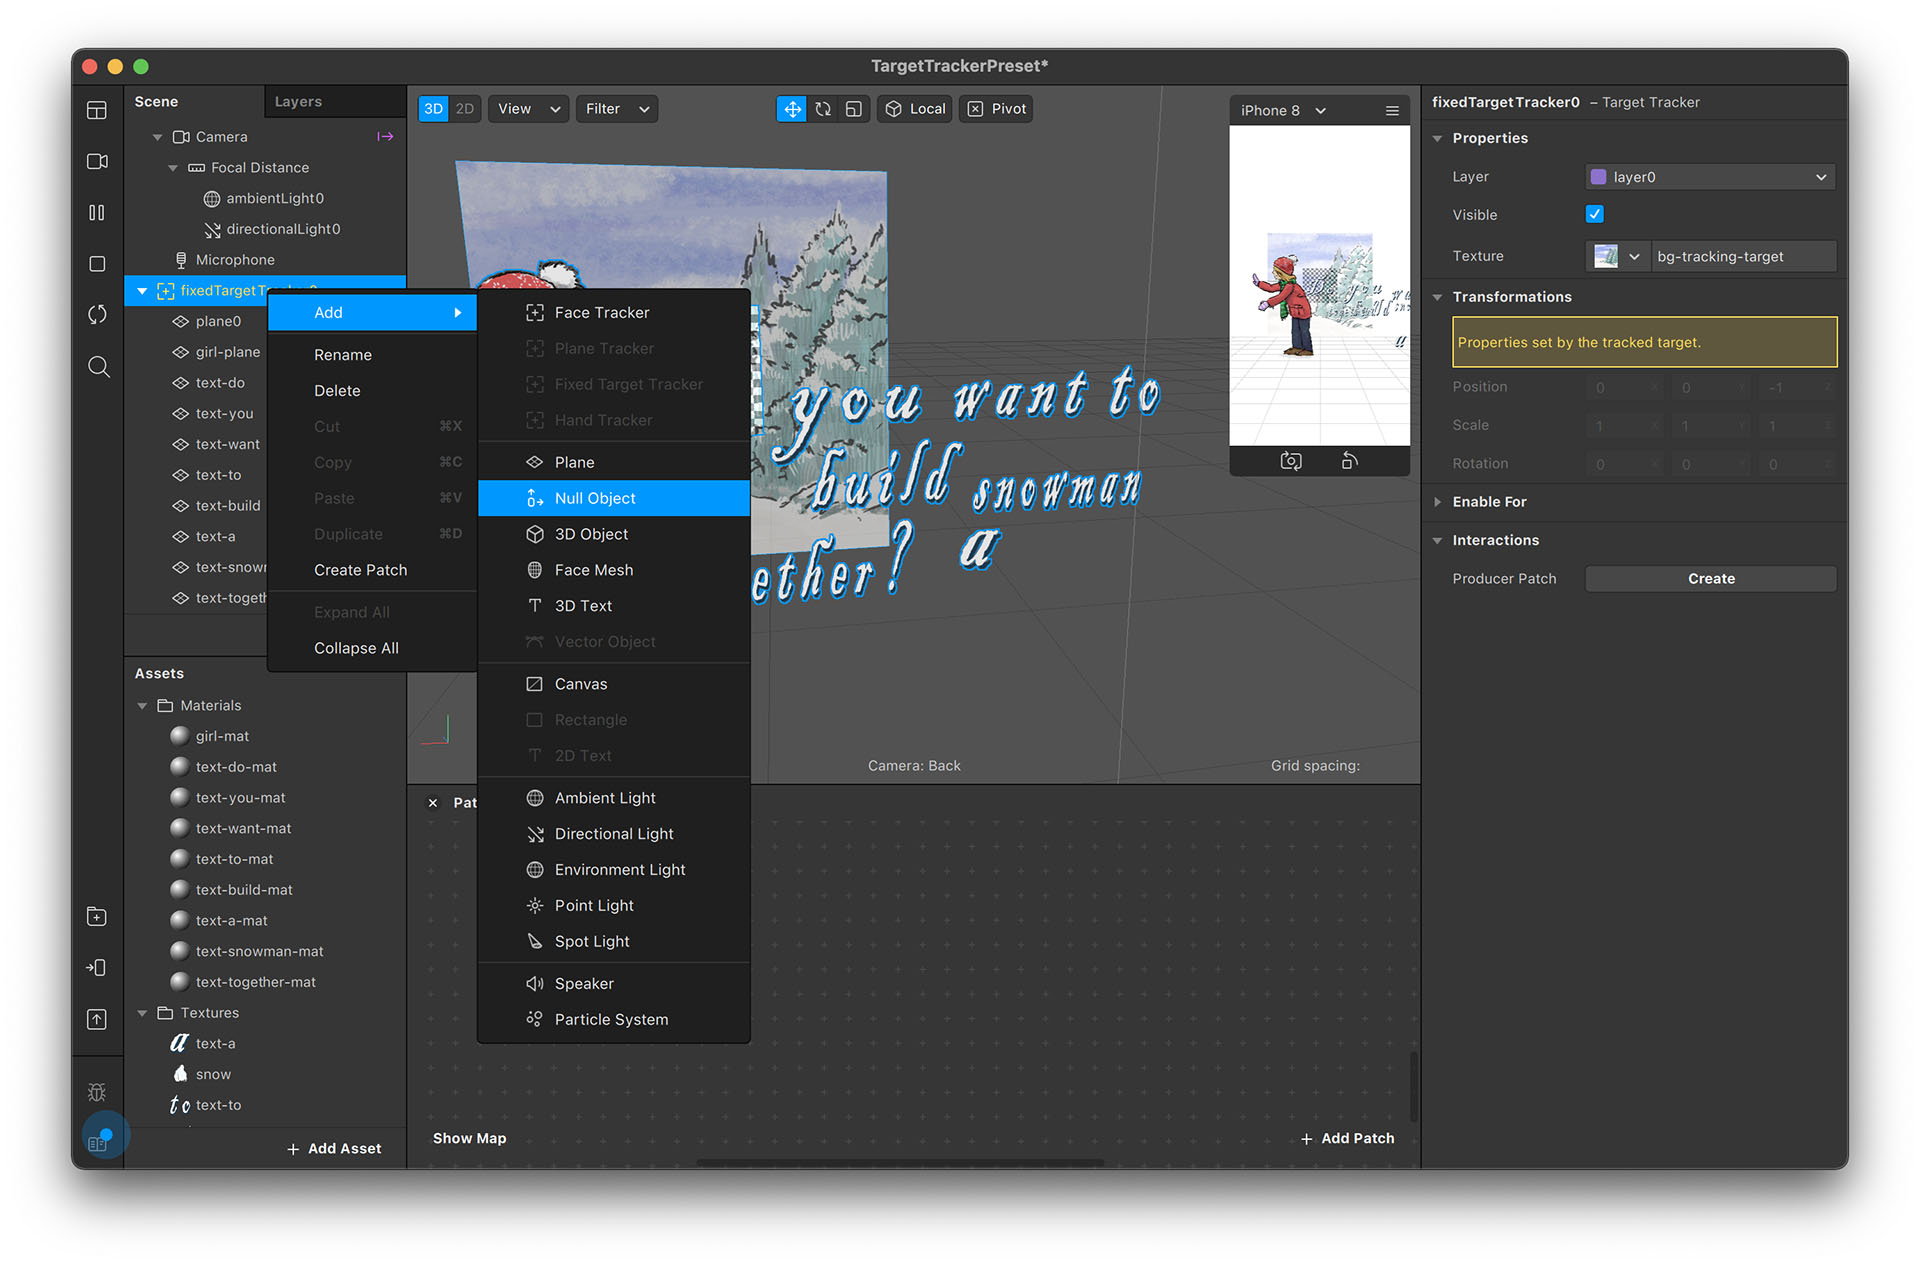 TargetTrackerPreset*
Scene
Layers
Camera
Focal Distance
ambientLight0
directionalLight0
Microphone
plane0
girl-plane
text-do
text-you
text-want
text-to
text-build
text-a
Add
Rename
Delete
Cut ⌘X
Copy ⌘C
Paste ⌘V
Duplicate ⌘D
Create Patch
Expand All
Collapse All
Face Tracker
Plane Tracker
Fixed Target Tracker
Hand Tracker
Plane
Null Object
3D Object
Face Mesh
3D Text
Vector Object
Canvas
Rectangle
2D Text
Ambient Light
Directional Light
Environment Light
Point Light
Spot Light
Speaker
Particle System
Assets
Materials
girl-mat
text-do-mat
text-you-mat
text-want-mat
text-to-mat
text-build-mat
text-a-mat
text-snowman-mat
text-together-mat
Textures
a text-a
snow
to text-to
+ Add Asset
3D 2D View Filter
Local Pivot
you want to
build snowman
ether? a
Camera: Back
Grid spacing:
Show Map
+ Add Patch
iPhone 8
fixedTargetTracker0 – Target Tracker
Properties
Layer layer0
Visible
Texture bg-tracking-target
Transformations
Properties set by the tracked target.
Position 0 X 0 Y -1 Z
Scale 1 X 1 Y 1 Z
Rotation 0 X 0 Y 0 Z
Enable For
Interactions
Producer Patch Create